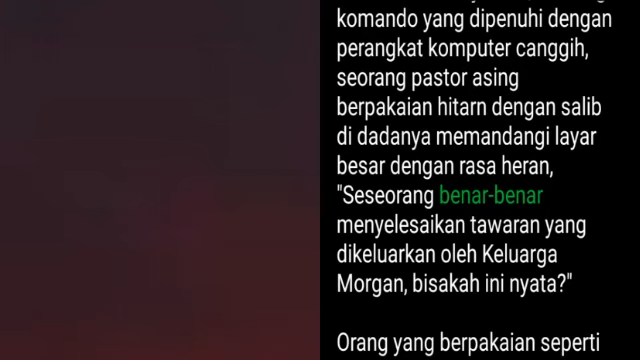 komando yang dipenuhi dengan
perangkat komputer canggih,
seorang pastor asing
berpakaian hitarn dengan salib
di dadanya memandangi layar
besar dengan rasa heran,
"Seseorang benar-benar
menyelesaikan tawaran yang
dikeluarkan oleh Keluarga
Morgan, bisakah ini nyata?"
Orang yang berpakaian seperti